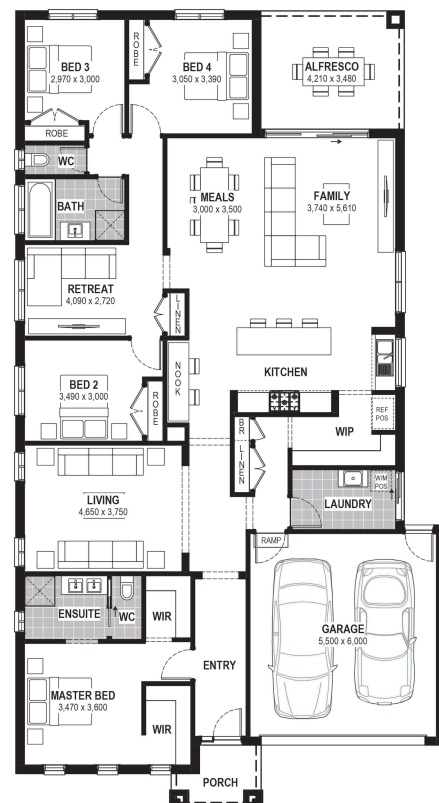 BED 3
2,970 x 3,000
ROBE
BED 4
3,050 x 3,390
ALFRESCO
4,210 x 3,480
ROBE
WC
BATH
MEALS
3,000 x 3,500
FAMILY
3,740 x 5,610
RETREAT
4,090 x 2,720
LINEN
KITCHEN
NOOK
BED 2
3,490 x 3,000
ROBE
REF
POS
WIP
BR
LINEN
LIVING
4,650 x 3,750
W/M
POS
LAUNDRY
RAMP
ENSUITE
WC
WIR
GARAGE
5,500 x 6,000
ENTRY
MASTER BED
3,470 x 3,600
WIR
PORCH